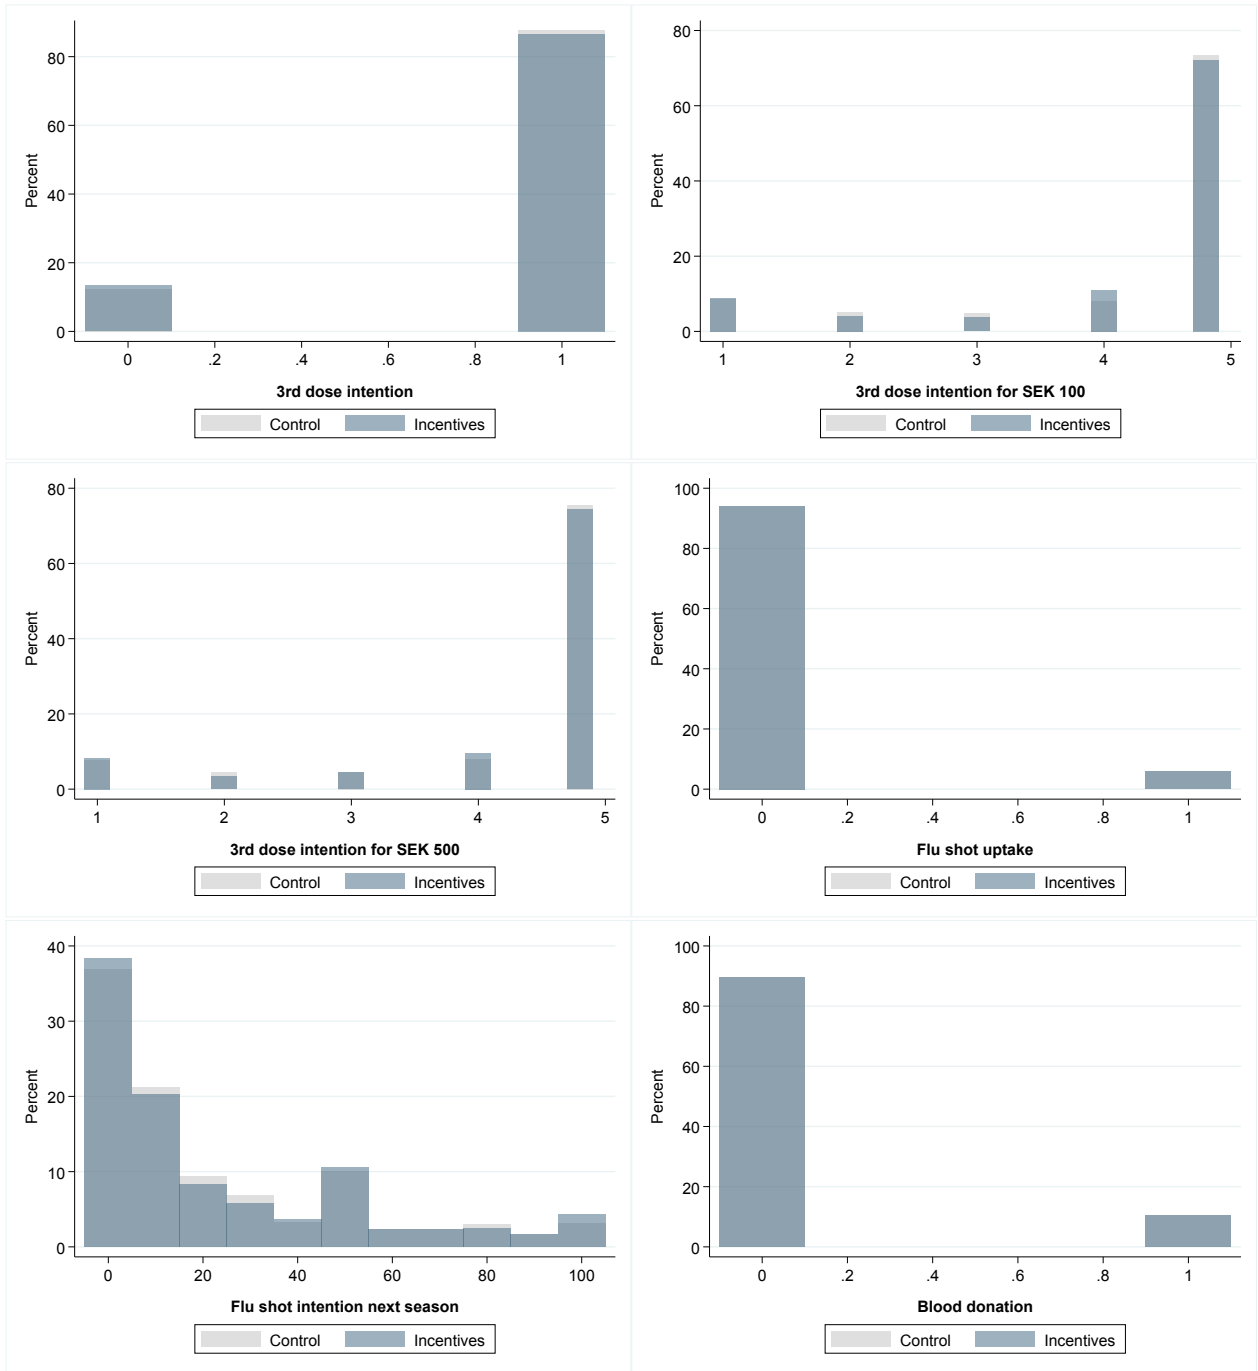 Percent
80
60
40
20
0
0 .2 .4 .6 .8 1
3rd dose intention
Control Incentives
Percent
80
60
40
20
0
1 2 3 4 5
3rd dose intention for SEK 100
Control Incentives
Percent
80
60
40
20
0
1 2 3 4 5
3rd dose intention for SEK 500
Control Incentives
Percent
100
80
60
40
20
0
0 .2 .4 .6 .8 1
Flu shot uptake
Control Incentives
Percent
40
30
20
10
0
0 20 40 60 80 100
Flu shot intention next season
Control Incentives
Percent
100
80
60
40
20
0
0 .2 .4 .6 .8 1
Blood donation
Control Incentives